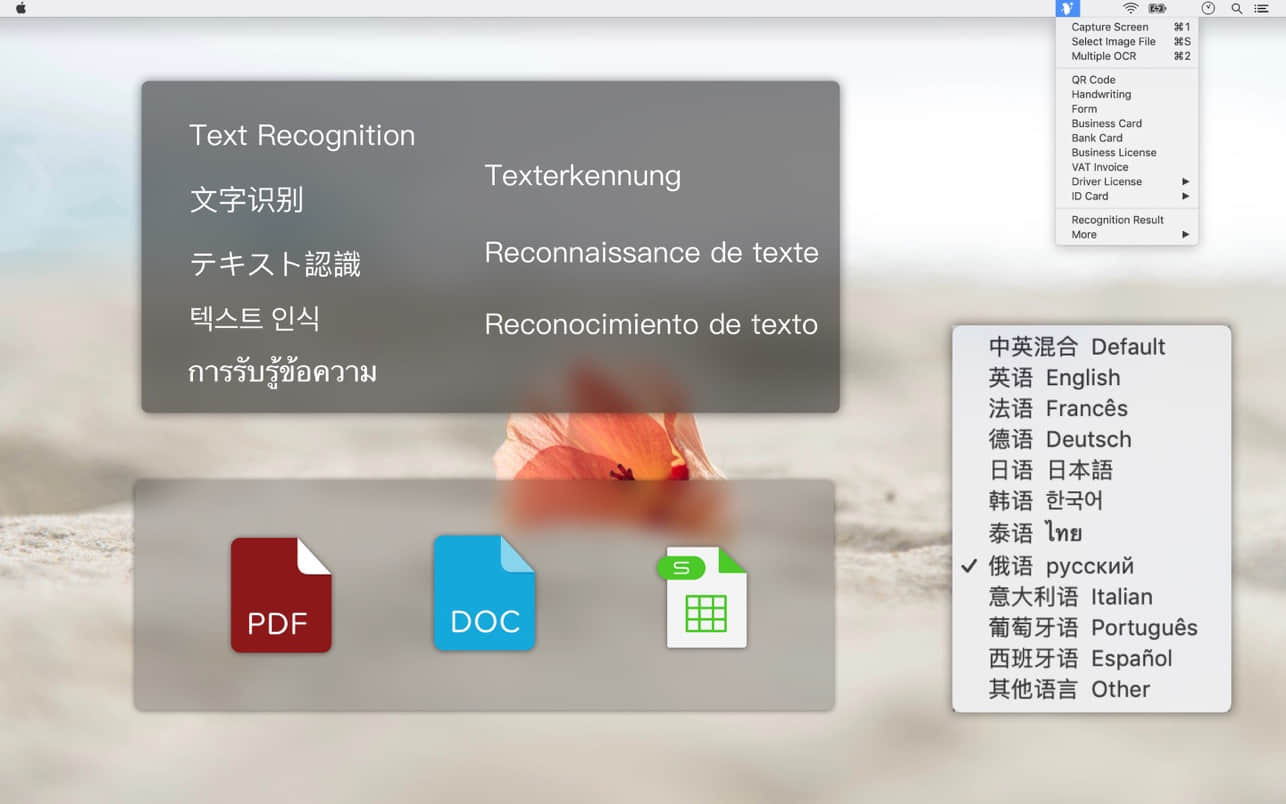 Capture Screen ⌘1
Select Image File ⌘S
Multiple OCR ⌘2
QR Code
Handwriting
Form
Business Card
Bank Card
Business License
VAT Invoice
Driver License
ID Card
Recognition Result
More
Text Recognition
文字识别
テキスト認識
텍스트 인식
การรับรู้ข้อความ
Texterkennung
Reconnaissance de texte
Reconocimiento de texto
中英混合 Default
英语 English
法语 Francês
德语 Deutsch
日语 日本語
韩语 한국어
泰语 ไทย
俄语 русский
意大利语 Italian
葡萄牙语 Português
西班牙语 Español
其他语言 Other
PDF
DOC
S